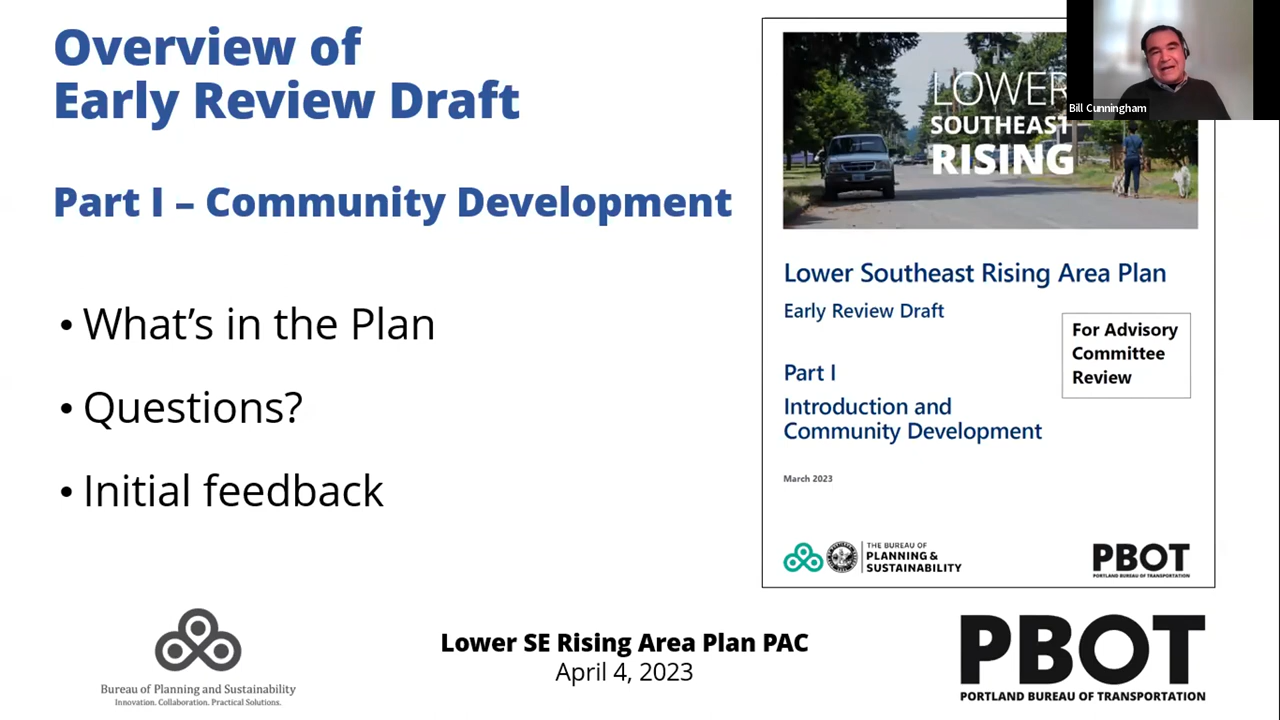 Overview of
Early Review Draft
Part I – Community Development
• What's in the Plan
• Questions?
• Initial feedback
LOWER
SOUTHEAST
RISING
Bill Cunningham
Lower Southeast Rising Area Plan
Early Review Draft
For Advisory
Committee
Review
Part I
Introduction and
Community Development
March 2023
THE BUREAU OF
PLANNING &
SUSTAINABILITY
PBOT
PORTLAND BUREAU OF TRANSPORTATION
Bureau of Planning and Sustainability
Innovation. Collaboration. Practical Solutions.
Lower SE Rising Area Plan PAC
April 4, 2023
PBOT
PORTLAND BUREAU OF TRANSPORTATION